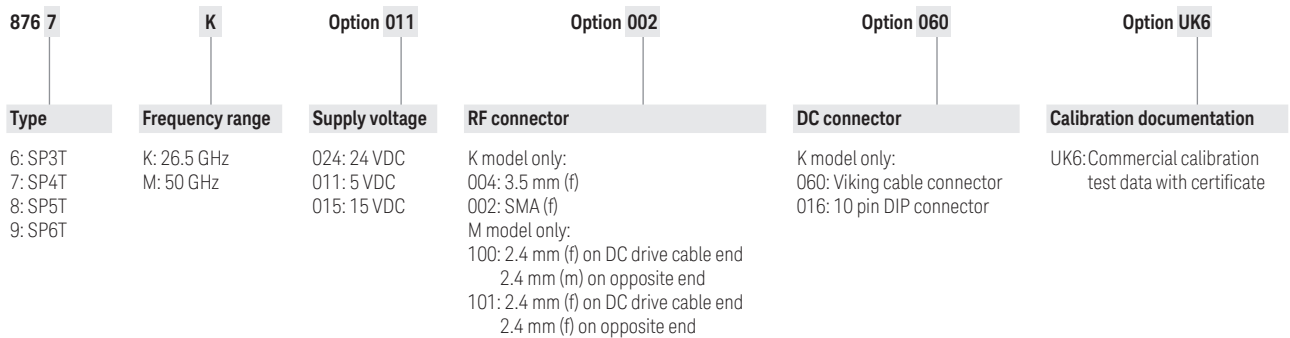 876 7
K
Option 011
Option 002
Option 060
Option UK6
Type
Frequency range
Supply voltage
RF connector
DC connector
Calibration documentation
6: SP3T
7: SP4T
8: SP5T
9: SP6T
K: 26.5 GHz
M: 50 GHz
024: 24 VDC
011: 5 VDC
015: 15 VDC
K model only:
004: 3.5 mm (f)
002: SMA (f)
M model only:
100: 2.4 mm (f) on DC drive cable end
2.4 mm (m) on opposite end
101: 2.4 mm (f) on DC drive cable end
2.4 mm (f) on opposite end
K model only:
060: Viking cable connector
016: 10 pin DIP connector
UK6: Commercial calibration
test data with certificate